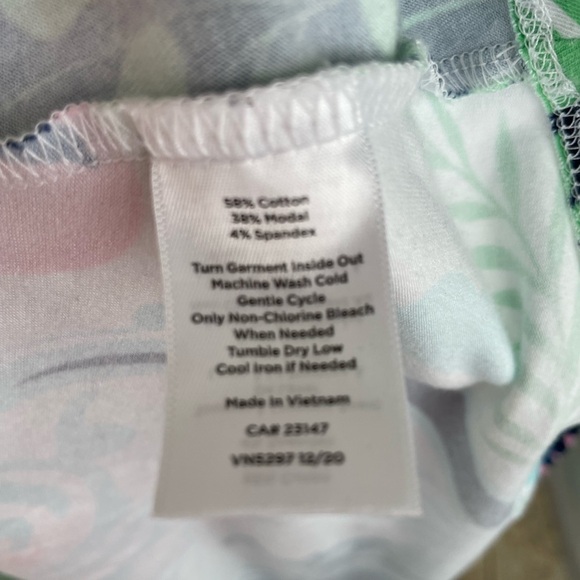 58% Cotton
38% Modal
4% Spandex
Turn Garment Inside Out
Machine Wash Cold
Gentle Cycle
Only Non-Chlorine Bleach
When Needed
Tumble Dry Low
Cool Iron if Needed
Made in Vietnam
CA# 23147
VN5297 12/20